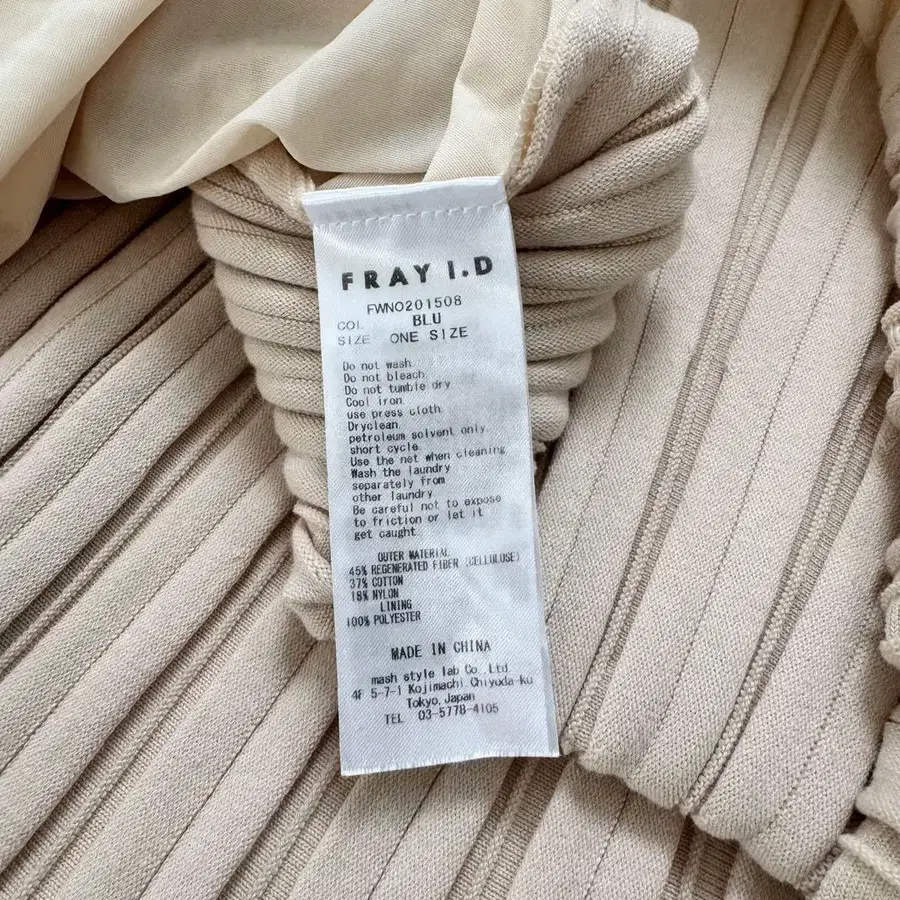 FRAY I.D
FWNO201508
COL BLU
SIZE ONE SIZE
Do not wash.
Do not bleach.
Do not tumble dry
Cool iron.
use press cloth.
Dryclean.
petroleum solvent only.
short cycle
Use the net when cleaning
Wash the laundry
separately from
other laundry
Be careful not to expose
to friction or let it
get caught.
OUTER MATERIAL
45% REGENERATED FIBER (CELLULOSE)
37% COTTON
18% NYLON
LINING
100% POLYESTER
MADE IN CHINA
mash style lab Co.,Ltd.
4F 5-7-1 Kojimachi Chiyoda-ku
Tokyo, Japan
TEL 03-5778-4105